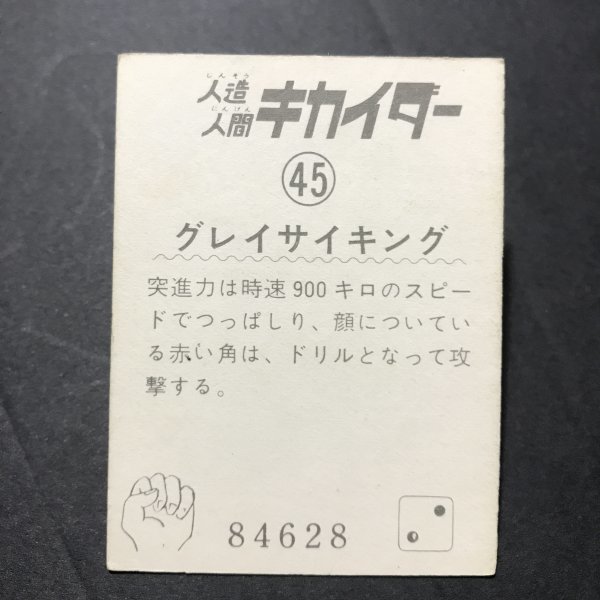 じんぞう
人造
にんげん
人間
キカイダー
45
グレイサイキング
突進力は時速900キロのスピー
ドでつっぱしり、顔についてい
る赤い角は、ドリルとなって攻
撃する。
84628